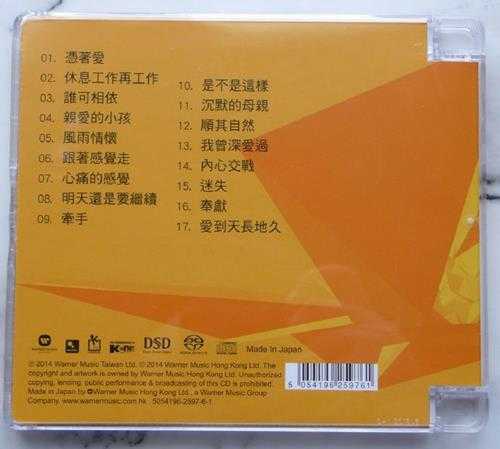 01. 憑著愛
02. 休息工作再工作
03. 誰可相依
04. 親愛的小孩
05. 風雨情懷
06. 跟著感覺走
07. 心痛的感覺
08. 明天還是要繼續
09. 牽手
10. 是不是這樣
11. 沉默的母親
12. 順其自然
13. 我曾深愛過
14. 內心交戰
15. 迷失
16. 奉獻
17. 愛到天長地久
DSD
Made In Japan
℗ 2014 Warner Music Taiwan Ltd. © 2014 Warner Music Hong Kong Ltd. The
copyright and artwork is owned by Warner Music Hong Kong Ltd. Unauthorized
copying, lending, public performance & broadcasting of this CD is prohibited.
Made in Japan by Warner Music Hong Kong Ltd., a Warner Music Group
Company. www.warnermusic.com.hk 5054196-2597-6-1
5 054196 259761